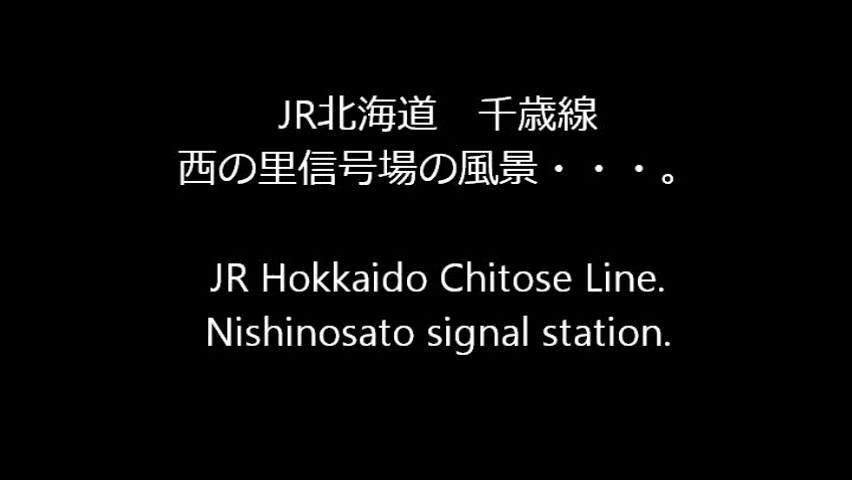 JR北海道　千歳線
西の里信号場の風景・・・。
JR Hokkaido Chitose Line.
Nishinosato signal station.